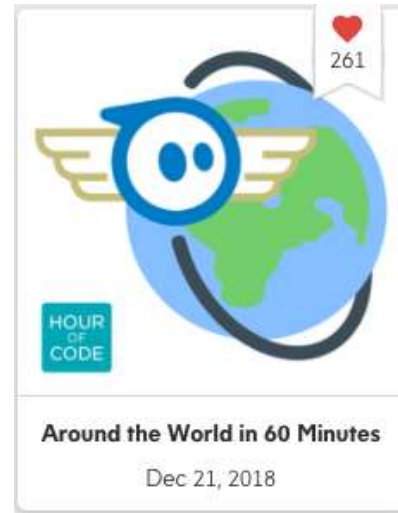 261
HOUR
OF
CODE
Around the World in 60 Minutes
Dec 21, 2018